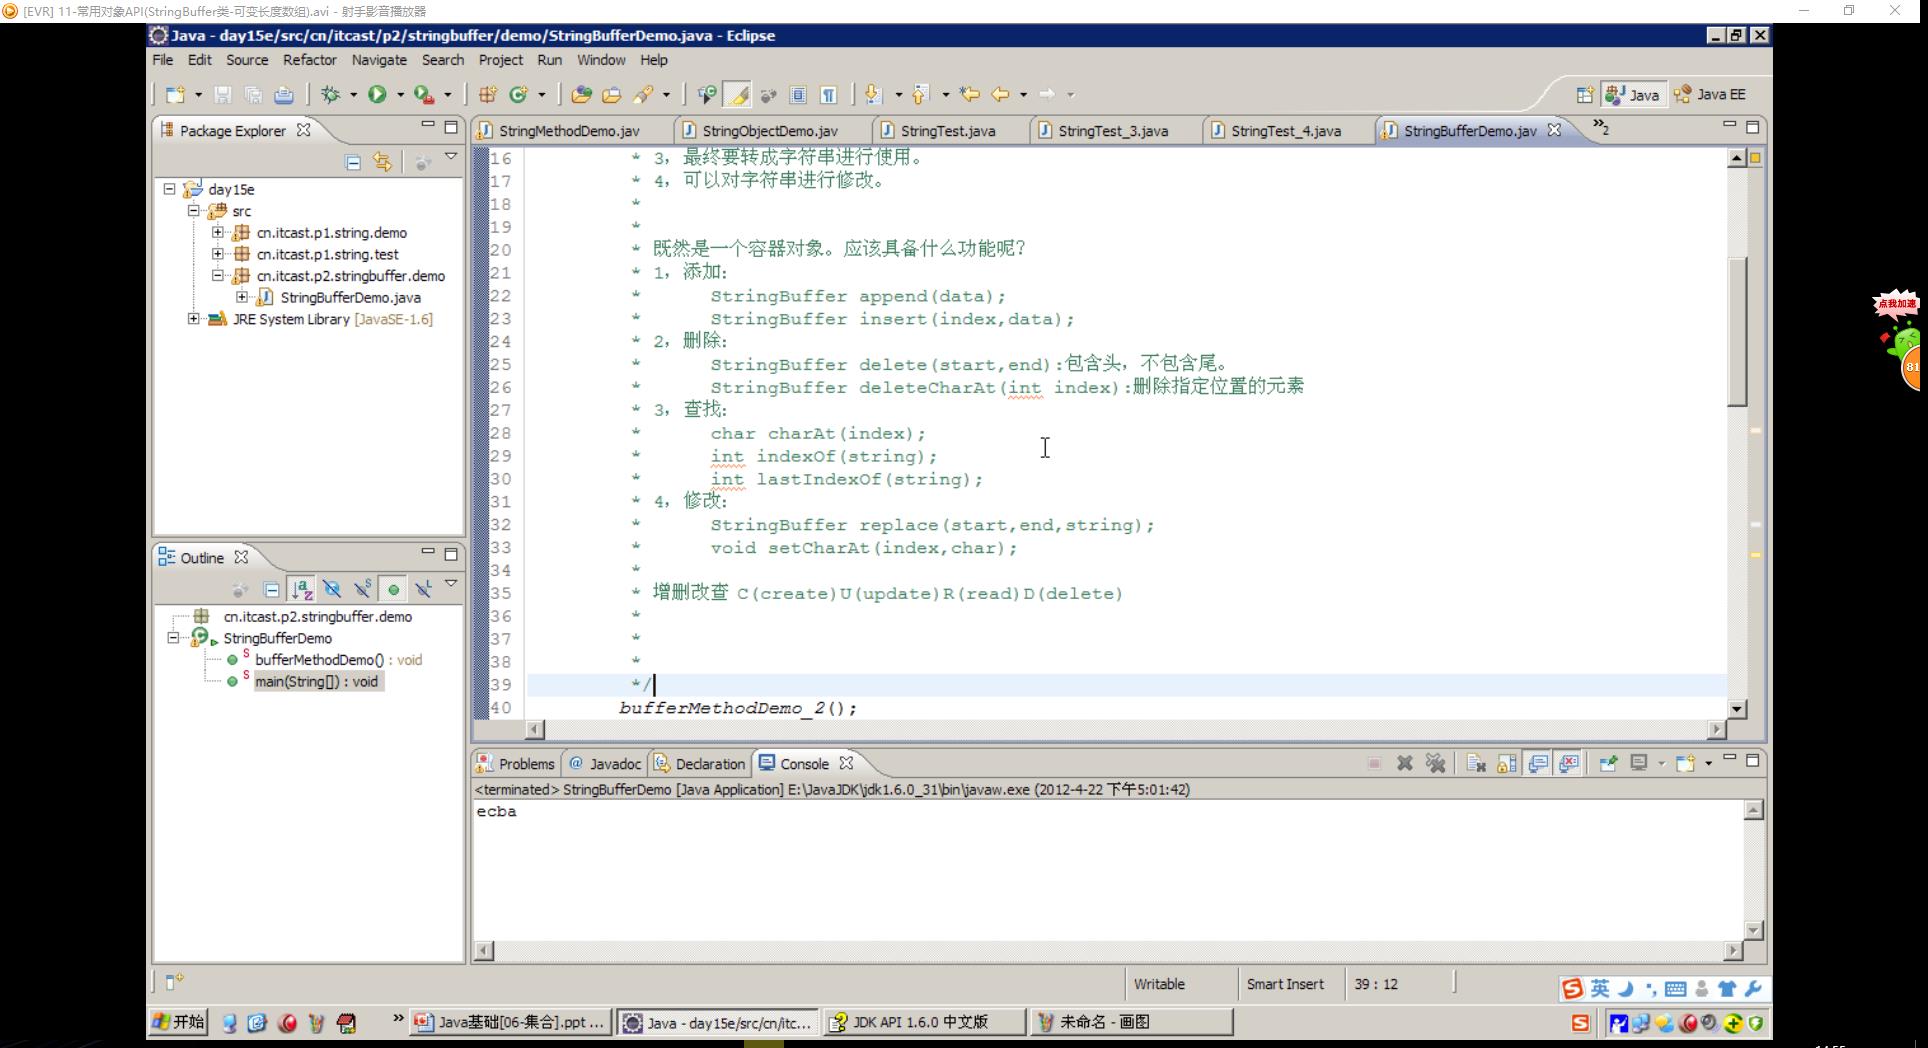 [EVR] 11-常用对象API(StringBuffer类-可变长度数组).avi - 射手影音播放器
Java - day15e/src/cn/itcast/p2/stringbuffer/demo/StringBufferDemo.java - Eclipse
File Edit Source Refactor Navigate Search Project Run Window Help
Java Java EE
Package Explorer
StringMethodDemo.jav StringObjectDemo.jav StringTest.java StringTest_3.java StringTest_4.java StringBufferDemo.jav »2
day15e
src
cn.itcast.p1.string.demo
cn.itcast.p1.string.test
cn.itcast.p2.stringbuffer.demo
StringBufferDemo.java
JRE System Library [JavaSE-1.6]
16 * 3, 最终要转成字符串进行使用。
17 * 4, 可以对字符串进行修改。
18 *
19 *
20 * 既然是一个容器对象。应该具备什么功能呢?
21 * 1, 添加:
22 * StringBuffer append(data);
23 * StringBuffer insert(index,data);
24 * 2, 删除:
25 * StringBuffer delete(start,end):包含头，不包含尾。
26 * StringBuffer deleteCharAt(int index):删除指定位置的元素
27 * 3, 查找:
28 * char charAt(index);
29 * int indexOf(string);
30 * int lastIndexOf(string);
31 * 4, 修改:
32 * StringBuffer replace(start,end,string);
33 * void setCharAt(index,char);
34 *
35 * 增删改查 C(create)U(update)R(read)D(delete)
36 *
37 *
38 *
39 */
40 bufferMethodDemo_2();
点我加速
81
Outline
cn.itcast.p2.stringbuffer.demo
StringBufferDemo
bufferMethodDemo() : void
main(String[]) : void
Problems @ Javadoc Declaration Console
<terminated> StringBufferDemo [Java Application] E:\JavaJDK\jdk1.6.0_31\bin\javaw.exe (2012-4-22 下午5:01:42)
ecba
Writable Smart Insert 39 : 12
英
开始 » Java基础[06-集合].ppt ... Java - day15e/src/cn/itc... JDK API 1.6.0 中文版 未命名 - 画图